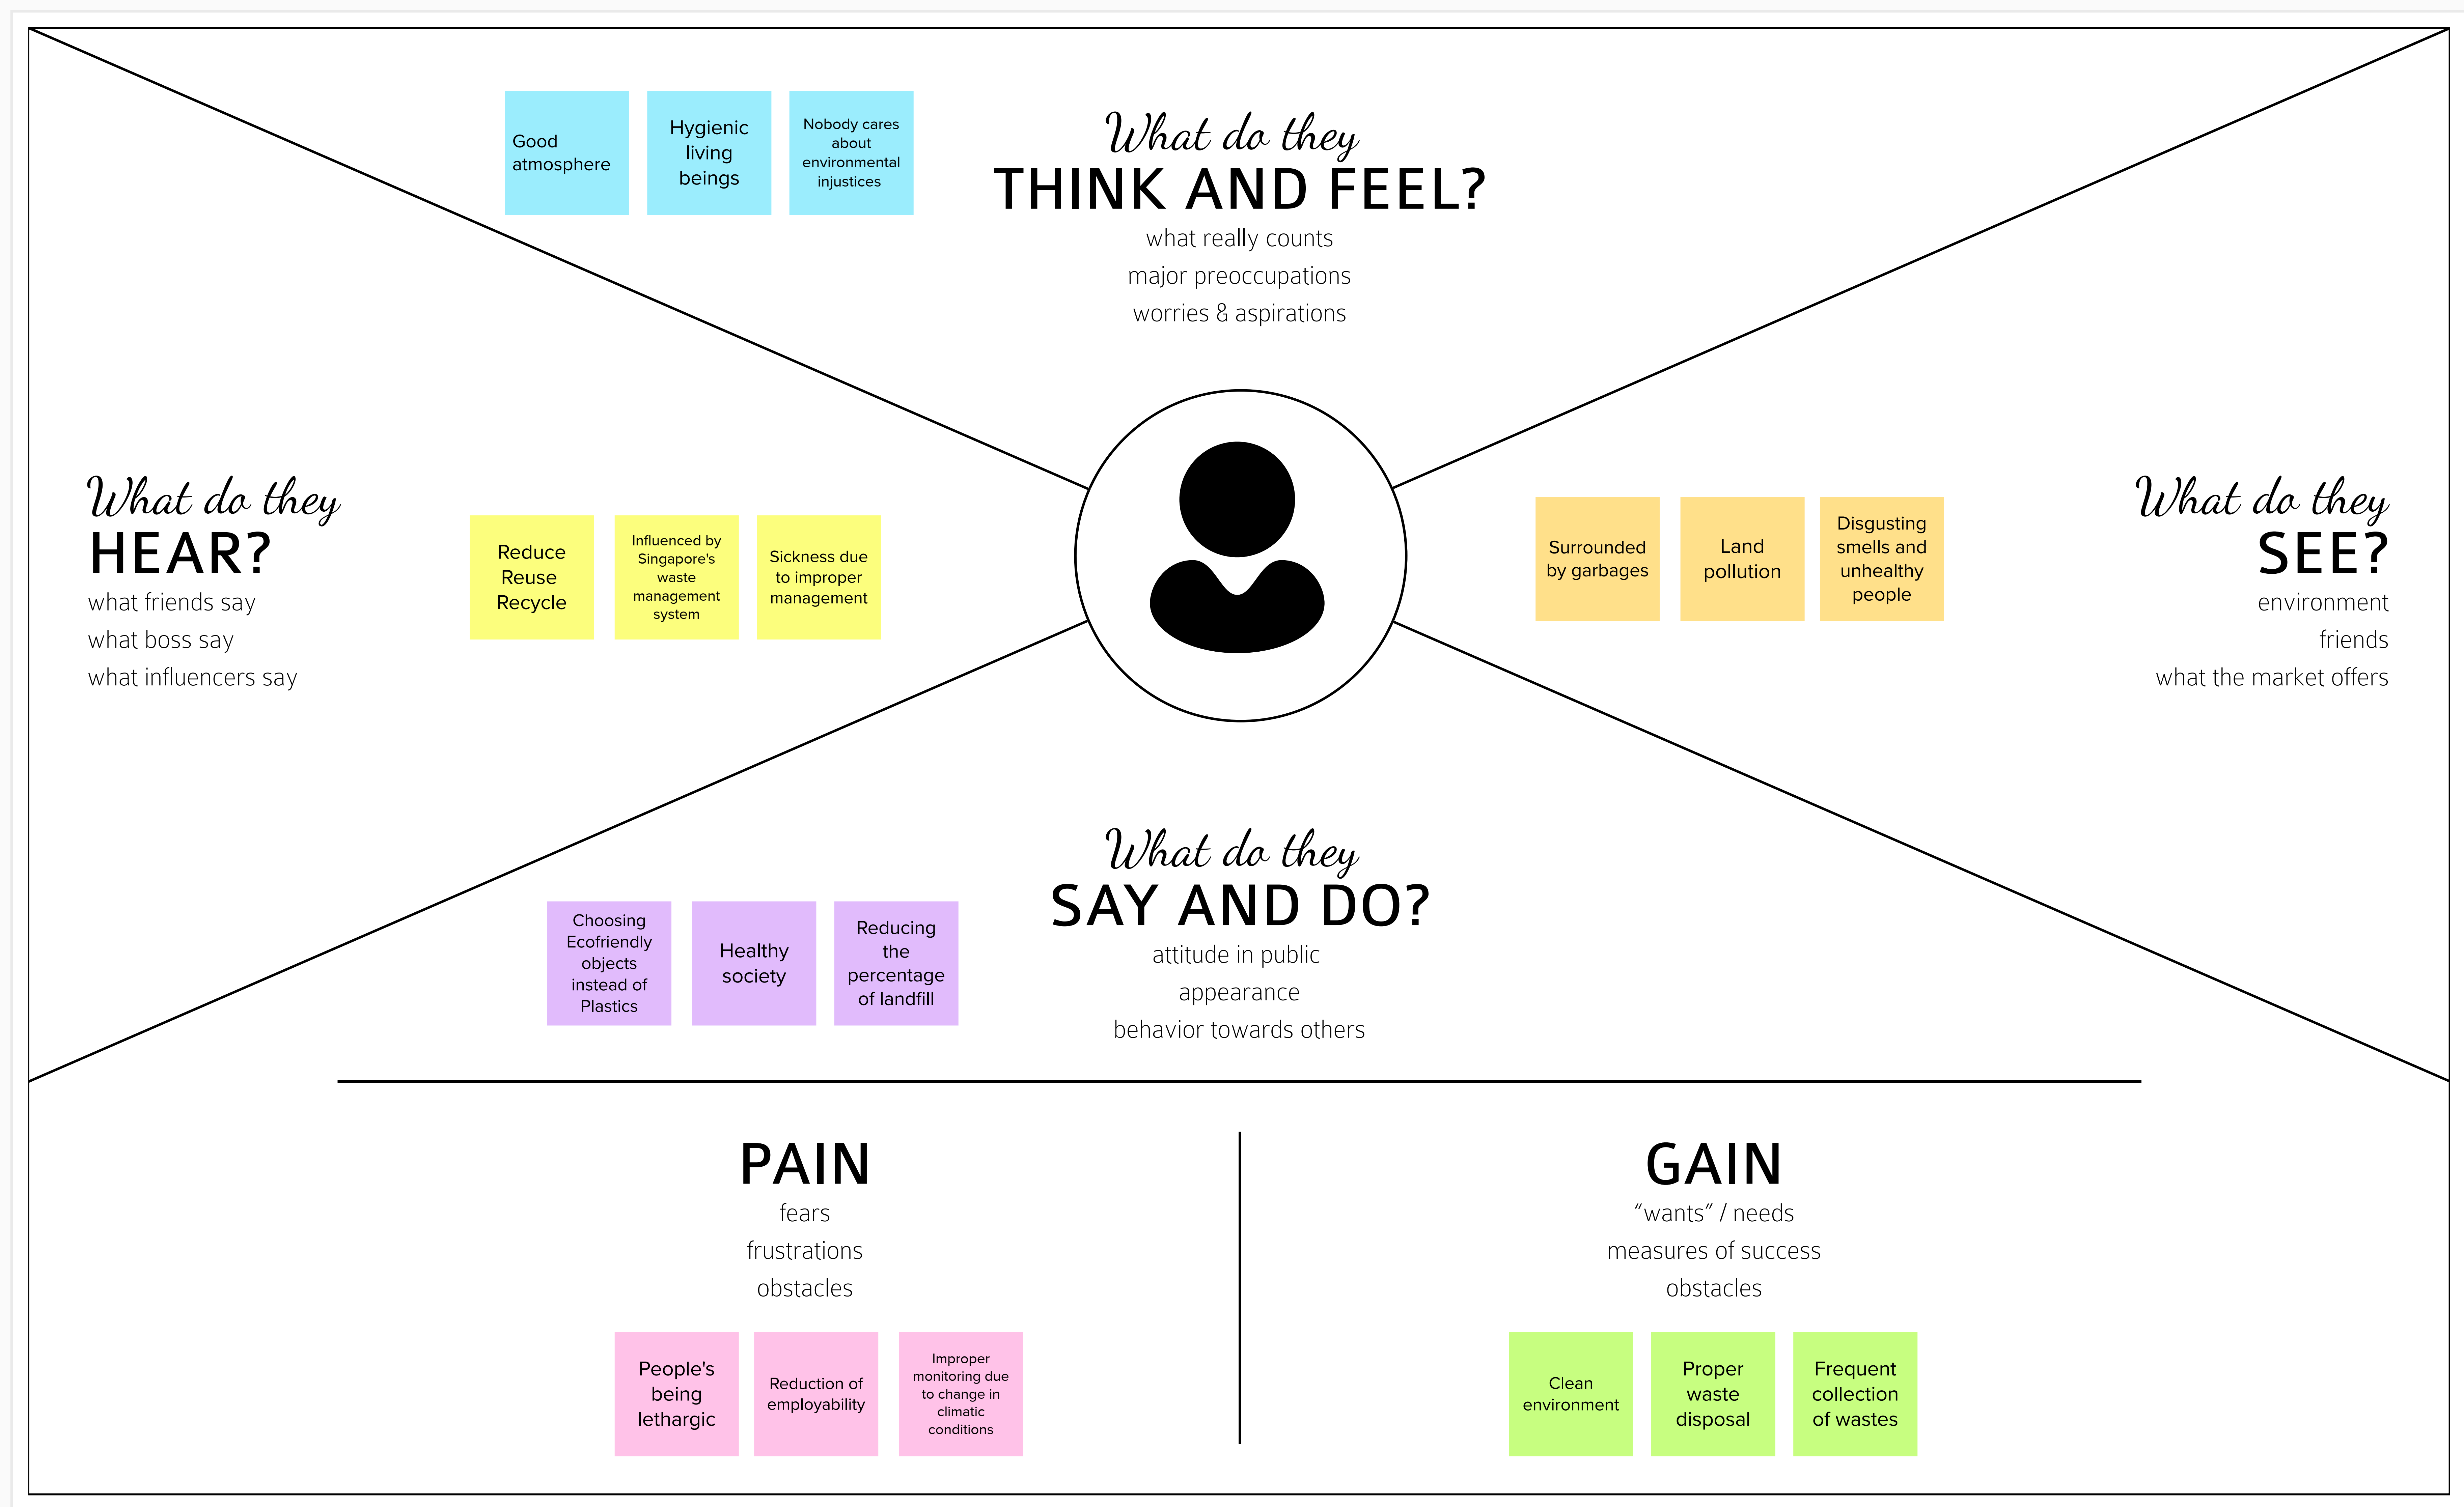 Good
atmosphere
Hygienic
living
beings
Nobody cares
about
environmental
injustices
What do they
THINK AND FEEL?
what really counts
major preoccupations
worries & aspirations
What do they
HEAR?
what friends say
what boss say
what influencers say
Reduce
Reuse
Recycle
Influenced by
Singapore's
waste
management
system
Sickness due
to improper
management
Surrounded
by garbages
Land
pollution
Disgusting
smells and
unhealthy
people
What do they
SEE?
environment
friends
what the market offers
Choosing
Ecofriendly
objects
instead of
Plastics
Healthy
society
Reducing
the
percentage
of landfill
What do they
SAY AND DO?
attitude in public
appearance
behavior towards others
PAIN
fears
frustrations
obstacles
People's
being
lethargic
Reduction of
employability
Improper
monitoring due
to change in
climatic
conditions
GAIN
“wants” / needs
measures of success
obstacles
Clean
environment
Proper
waste
disposal
Frequent
collection
of wastes